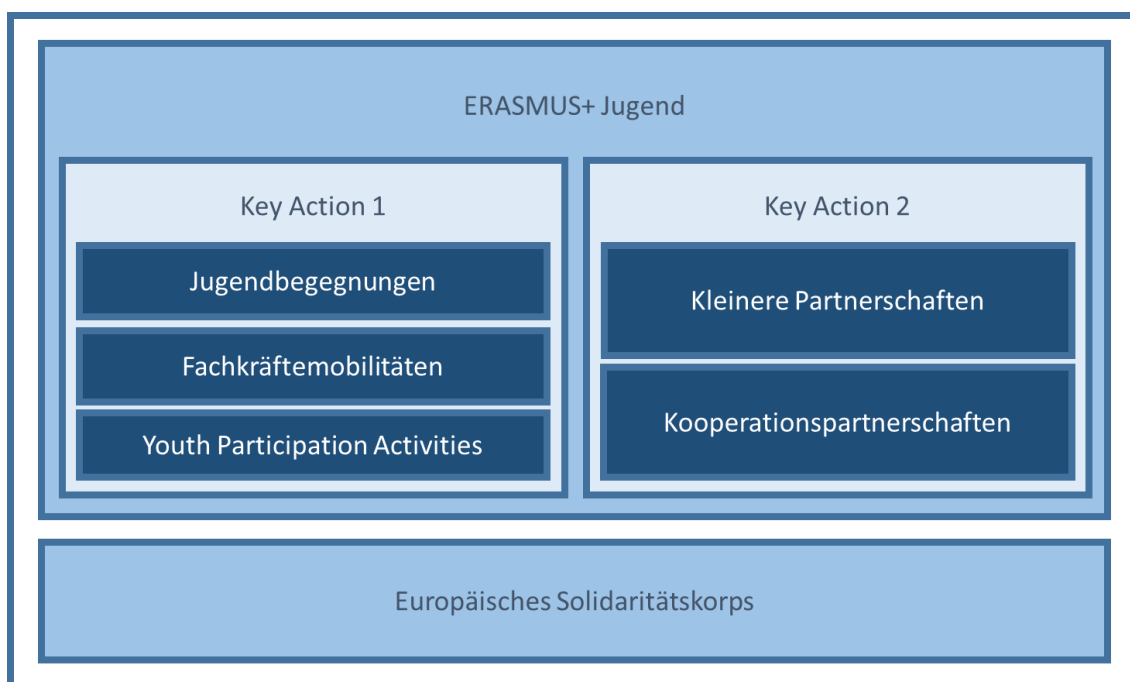 ERASMUS+ Jugend
Key Action 1
Jugendbegegnungen
Fachkräftemobilitäten
Youth Participation Activities
Key Action 2
Kleinere Partnerschaften
Kooperationspartnerschaften
Europäisches Solidaritätskorps